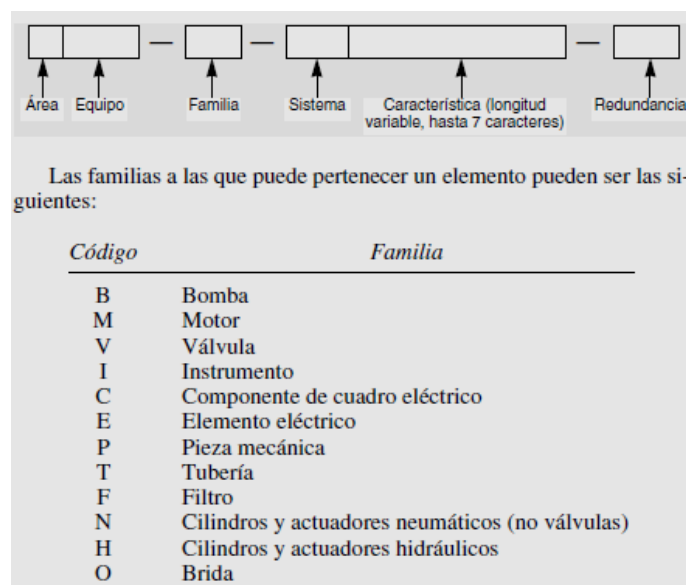 Área Equipo Familia Sistema Característica (longitud Redundancia
variable, hasta 7 caracteres)
Las familias a las que puede pertenecer un elemento pueden ser las si-
guientes:
Código Familia
B Bomba
M Motor
V Válvula
I Instrumento
C Componente de cuadro eléctrico
E Elemento eléctrico
P Pieza mecánica
T Tubería
F Filtro
N Cilindros y actuadores neumáticos (no válvulas)
H Cilindros y actuadores hidráulicos
O Brida